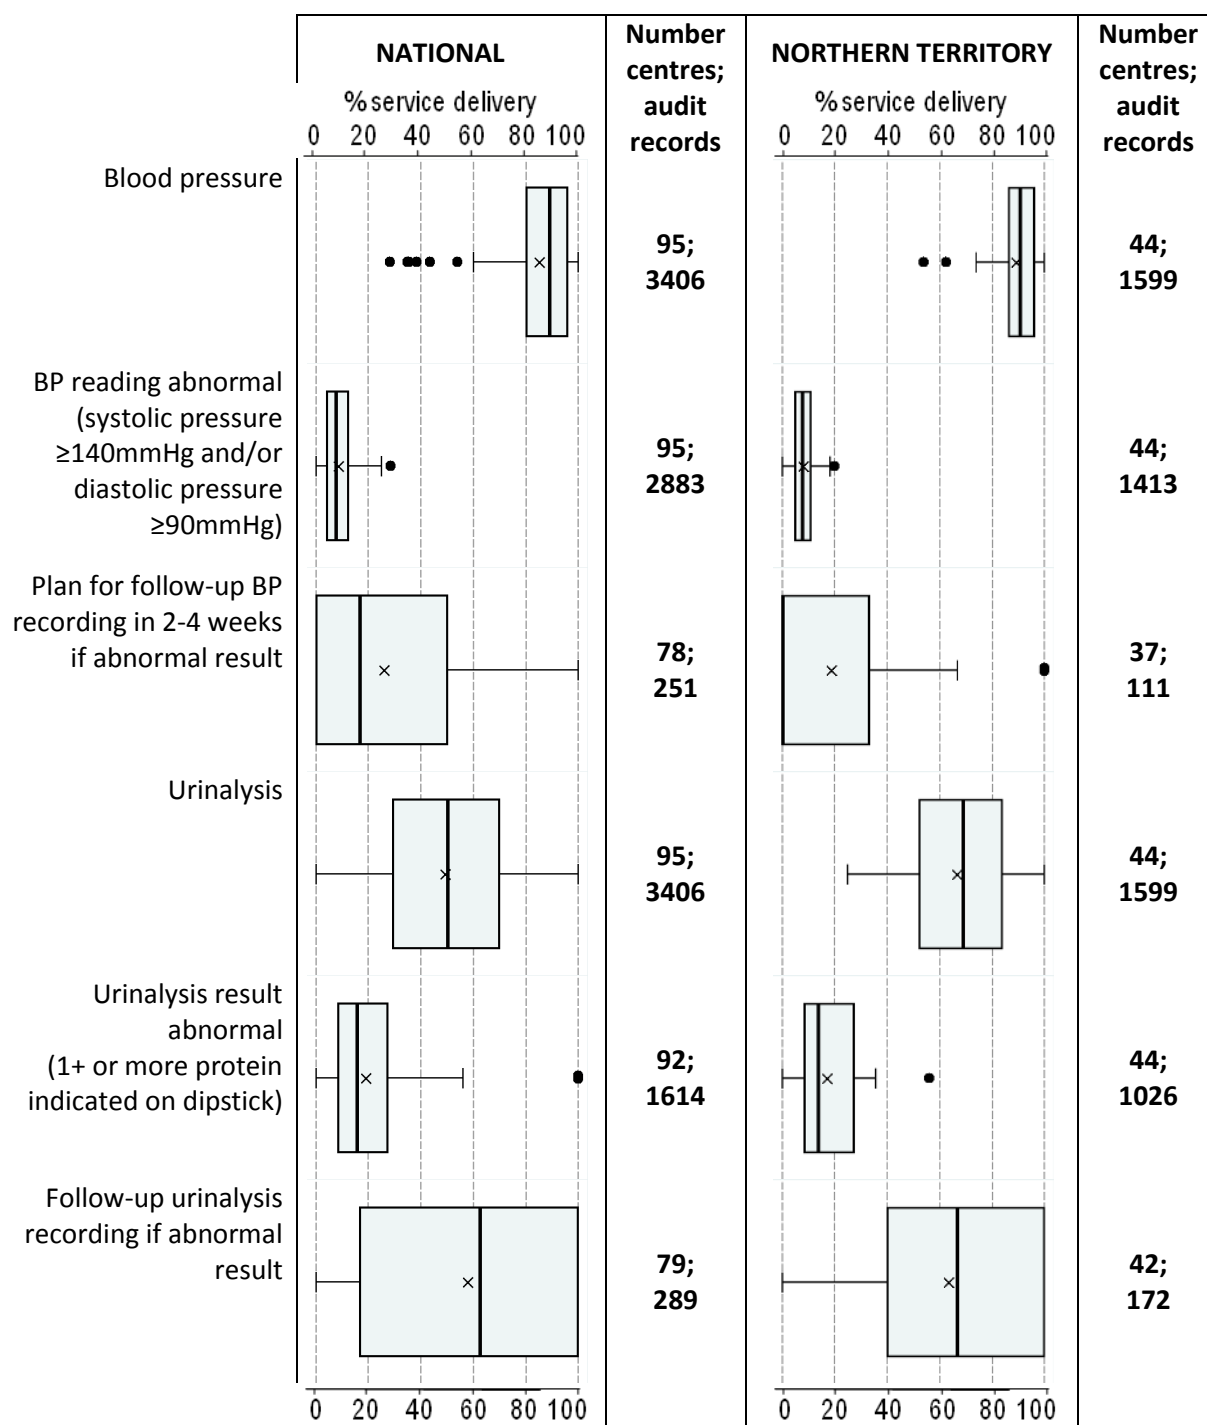 NATIONAL
Number
centres;
audit
records
NORTHERN TERRITORY
Number
centres;
audit
records
% service delivery
0 20 40 60 80 100
% service delivery
0 20 40 60 80 100
Blood pressure
95;
3406
44;
1599
BP reading abnormal
(systolic pressure
≥140mmHg and/or
diastolic pressure
≥90mmHg)
95;
2883
44;
1413
Plan for follow-up BP
recording in 2-4 weeks
if abnormal result
78;
251
37;
111
Urinalysis
95;
3406
44;
1599
Urinalysis result
abnormal
(1+ or more protein
indicated on dipstick)
92;
1614
44;
1026
Follow-up urinalysis
recording if abnormal
result
79;
289
42;
172
0 20 40 60 80 100
0 20 40 60 80 100